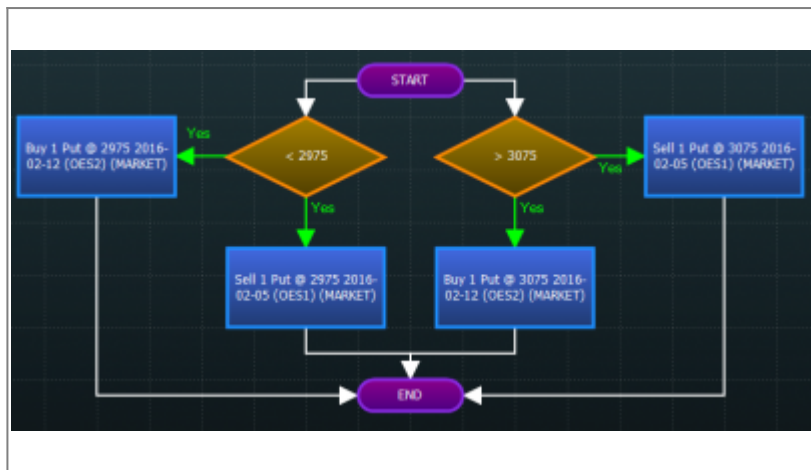 START
Buy 1 Put @ 2975 2016-
02-12 (OES2) (MARKET)
Yes
< 2975
> 3075
Yes
Sell 1 Put @ 3075 2016-
02-05 (OES1) (MARKET)
Yes
Yes
Sell 1 Put @ 2975 2016-
02-05 (OES1) (MARKET)
Buy 1 Put @ 3075 2016-
02-12 (OES2) (MARKET)
END